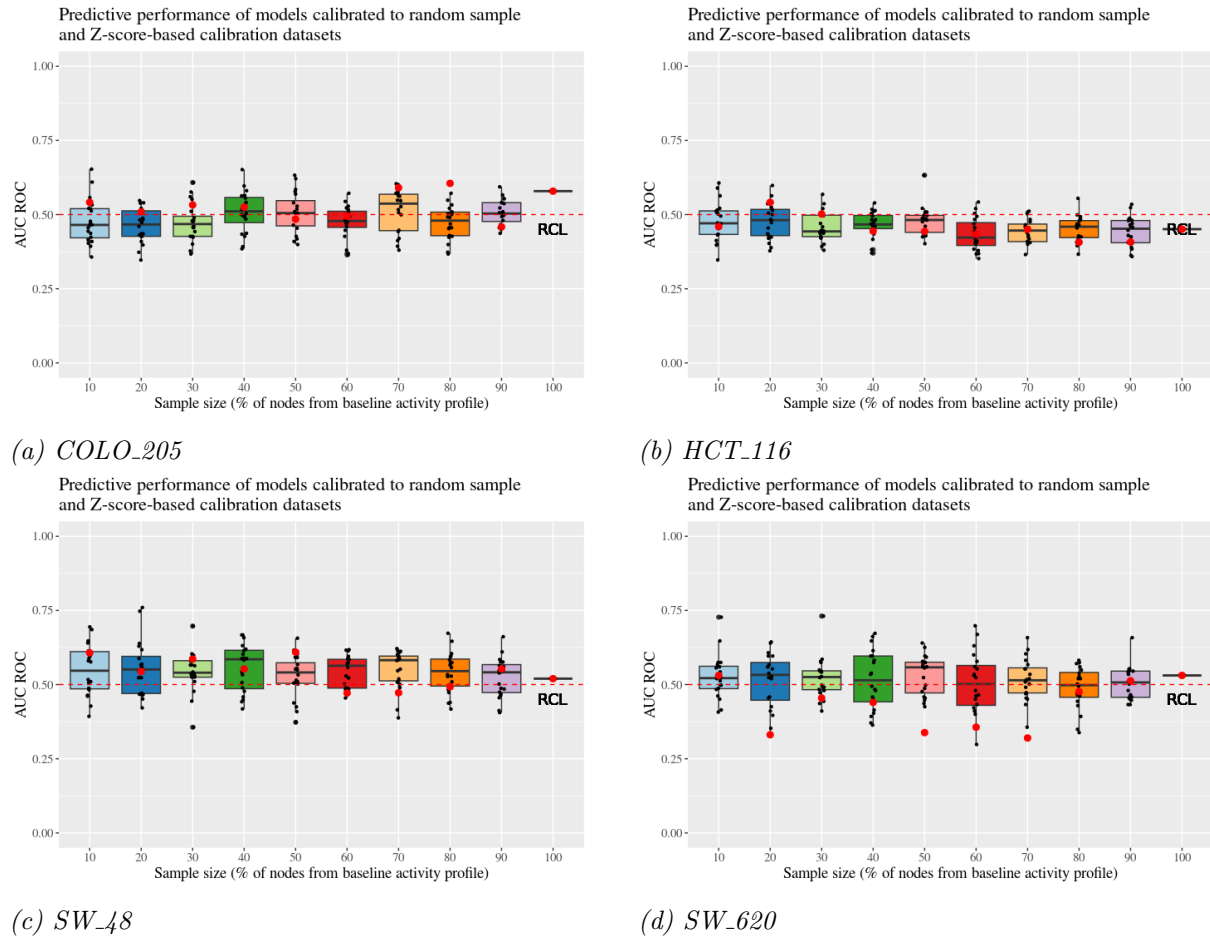 Predictive performance of models calibrated to random sample
and Z-score-based calibration datasets
1.00
0.75
0.50
0.25
0.00
AUC ROC
RCL
10 20 30 40 50 60 70 80 90 100
Sample size (% of nodes from baseline activity profile)
(a) COLO_205
Predictive performance of models calibrated to random sample
and Z-score-based calibration datasets
1.00
0.75
0.50
0.25
0.00
AUC ROC
RCL
10 20 30 40 50 60 70 80 90 100
Sample size (% of nodes from baseline activity profile)
(b) HCT_116
Predictive performance of models calibrated to random sample
and Z-score-based calibration datasets
1.00
0.75
0.50
0.25
0.00
AUC ROC
RCL
10 20 30 40 50 60 70 80 90 100
Sample size (% of nodes from baseline activity profile)
(c) SW_48
Predictive performance of models calibrated to random sample
and Z-score-based calibration datasets
1.00
0.75
0.50
0.25
0.00
AUC ROC
RCL
10 20 30 40 50 60 70 80 90 100
Sample size (% of nodes from baseline activity profile)
(d) SW_620